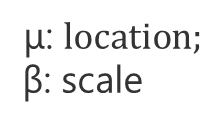 μ: location;
β: scale